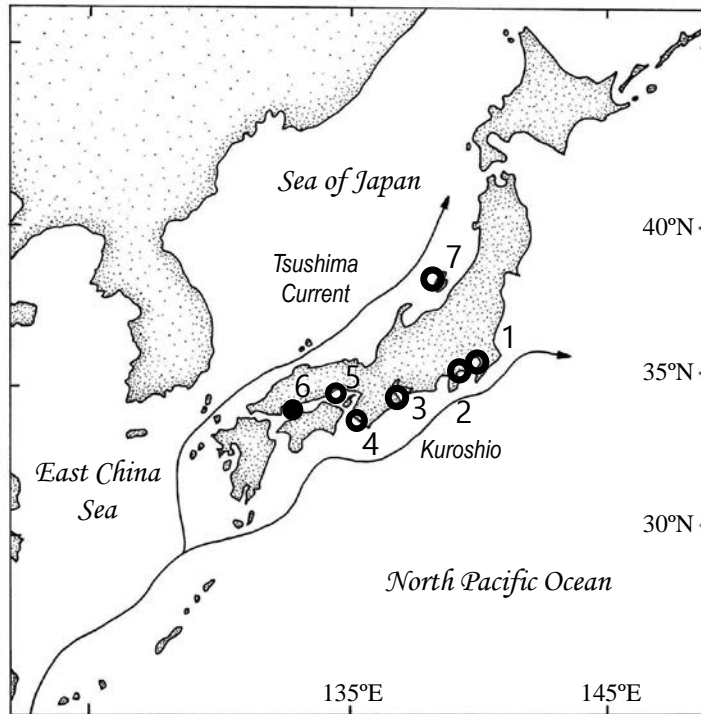 Sea of Japan
40ºN
Tsushima
Current
7
1
35ºN
6
5
2
3
4
Kuroshio
East China
Sea
30ºN
North Pacific Ocean
135ºE
145ºE